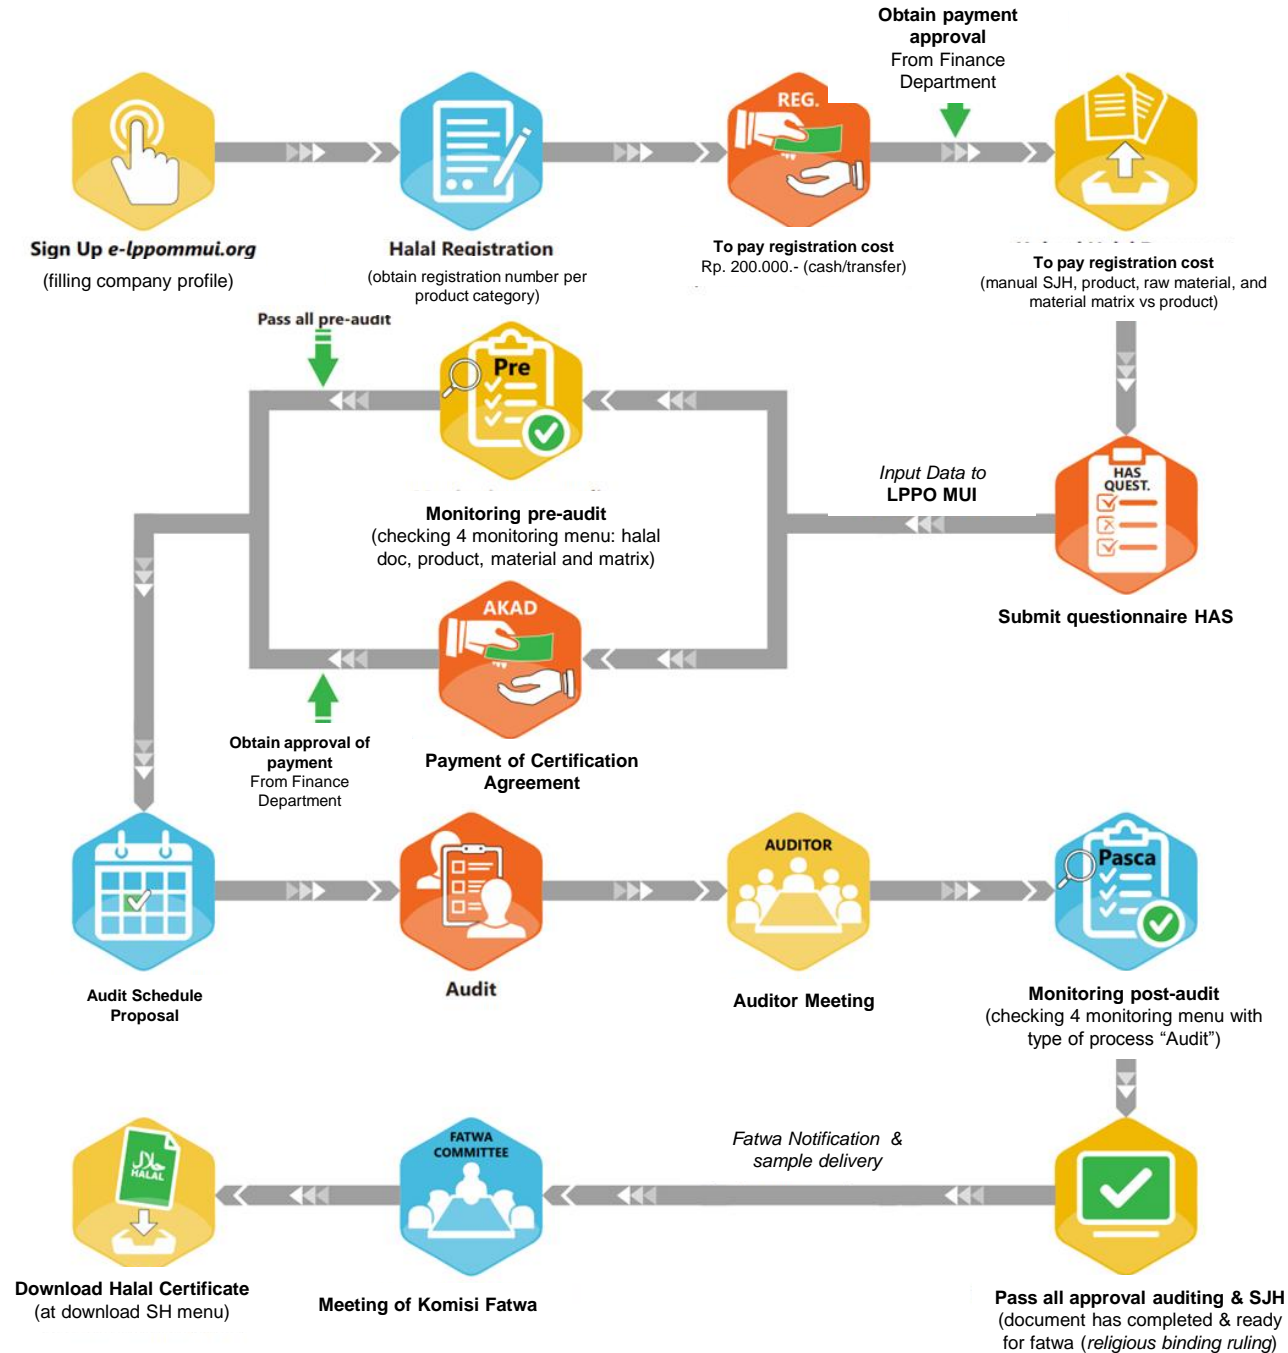 Obtain payment
approval
From Finance
Department
REG.
Sign Up e-lppommui.org
(filling company profile)
Halal Registration
(obtain registration number per
product category)
To pay registration cost
Rp. 200.000.- (cash/transfer)
To pay registration cost
(manual SJH, product, raw material, and
material matrix vs product)
Pass all pre-audit
Pre
Monitoring pre-audit
(checking 4 monitoring menu: halal
doc, product, material and matrix)
Input Data to
LPPO MUI
HAS
QUEST.
Submit questionnaire HAS
AKAD
Obtain approval of
payment
From Finance
Department
Payment of Certification
Agreement
Audit Schedule
Proposal
Audit
AUDITOR
Auditor Meeting
Pasca
Monitoring post-audit
(checking 4 monitoring menu with
type of process “Audit”)
حلال
HALAL
Download Halal Certificate
(at download SH menu)
FATWA
COMMITTEE
Meeting of Komisi Fatwa
Fatwa Notification &
sample delivery
Pass all approval auditing & SJH
(document has completed & ready
for fatwa (religious binding ruling)